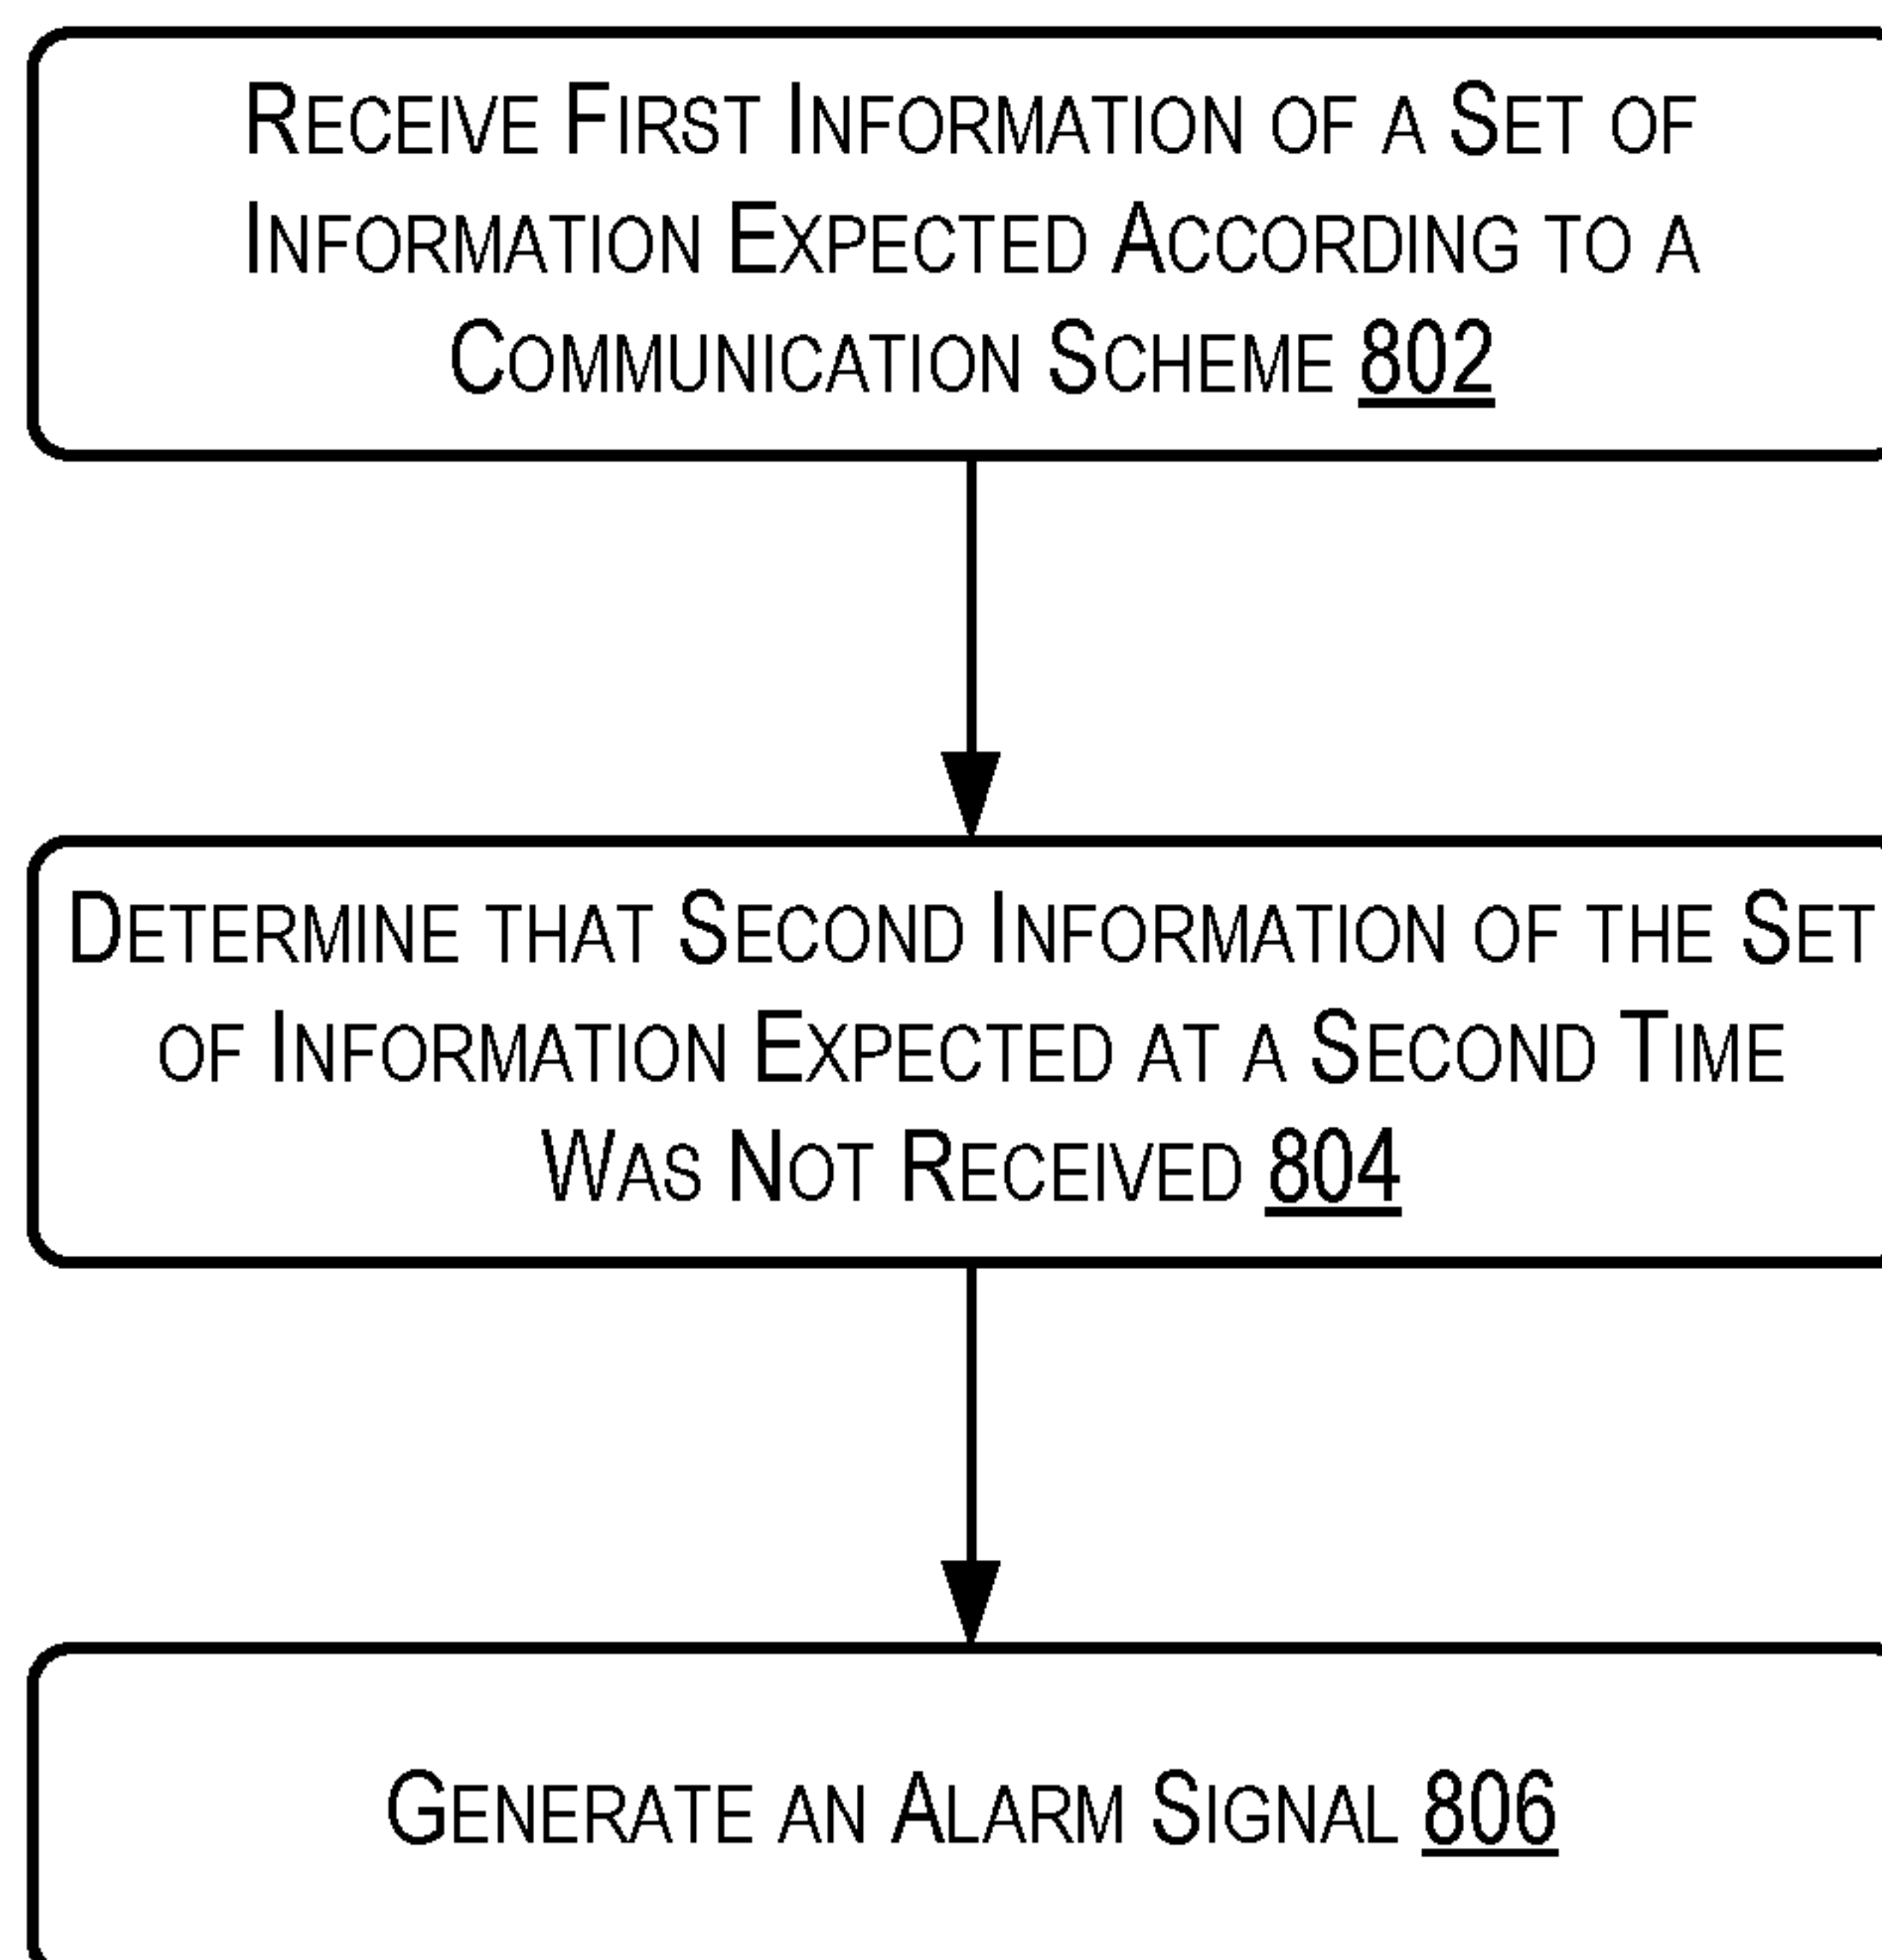 Receive First Information of a Set of
Information Expected According to a
Communication Scheme 802
Determine that Second Information of the Set
of Information Expected at a Second Time
Was Not Received 804
Generate an Alarm Signal 806